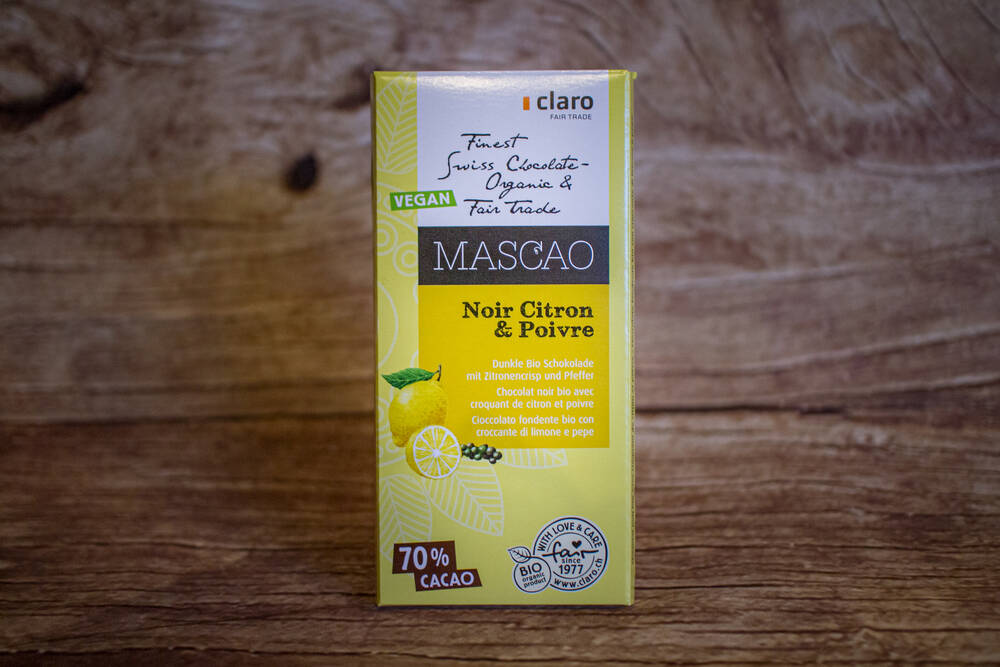 claro
FAIR TRADE
Finest
Swiss Chocolate-
Organic &
Fair Trade
VEGAN
MASCAO
Noir Citron
& Poivre
Dunkle Bio Schokolade
mit Zitronencrisp und Pfeffer
Chocolat noir bio avec
croquant de citron et poivre
Cioccolato fondente bio con
croccante di limone e pepe
70%
CACAO
BIO
organic
product
WITH LOVE & CARE
fair
since
1977
www.claro.ch